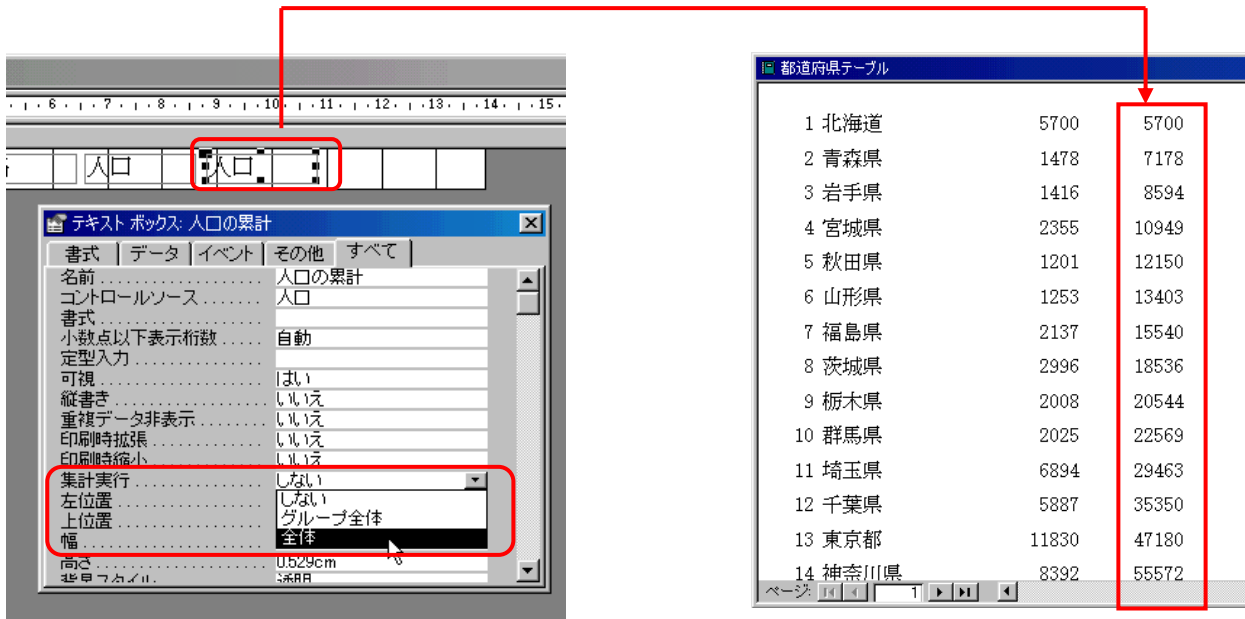 ・ı・6・ı・7・ı・8・ı・9・ı・10・ı・11・ı・12・ı・13・ı・14・ı・15・
人口
人口
テキスト ボックス: 人口の累計
書式 データ イベント その他 すべて
名前 人口の累計
コントロールソース 人口
書式
小数点以下表示桁数 自動
定型入力
可視 はい
縦書き いいえ
重複データ非表示 いいえ
印刷時拡張 いいえ
印刷時縮小 いいえ
集計実行 しない
左位置 しない
上位置 グループ全体
幅 全体
高さ 0.529cm
背景スタイル 透明
都道府県テーブル
1 北海道 5700 5700
2 青森県 1478 7178
3 岩手県 1416 8594
4 宮城県 2355 10949
5 秋田県 1201 12150
6 山形県 1253 13403
7 福島県 2137 15540
8 茨城県 2996 18536
9 栃木県 2008 20544
10 群馬県 2025 22569
11 埼玉県 6894 29463
12 千葉県 5887 35350
13 東京都 11830 47180
14 神奈川県 8392 55572
ページ: 1